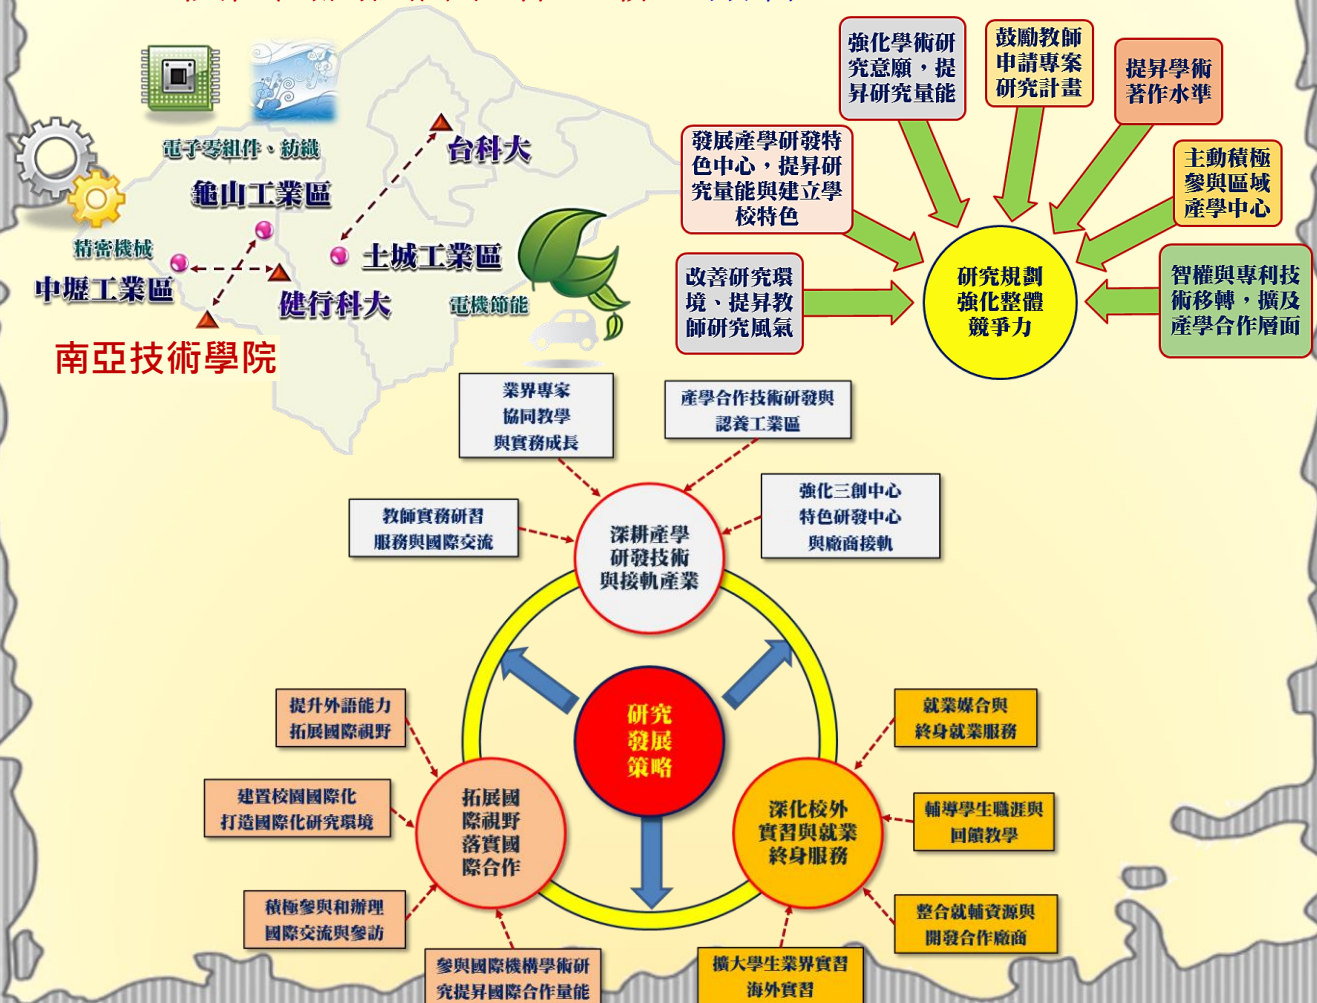 電子零組件、紡織
龜山工業區
台科大
精密機械
中壢工業區
土城工業區
健行科大
電機節能
南亞技術學院
強化學術研
究意願，提
昇研究量能
鼓勵教師
申請專案
研究計畫
提昇學術
著作水準
發展產學研發特
色中心，提昇研
究量能與建立學
校特色
主動積極
參與區域
產學中心
改善研究環
境、提昇教
師研究風氣
研究規劃
強化整體
競爭力
智權與專利技
術移轉，擴及
產學合作層面
業界專家
協同教學
與實務成長
產學合作技術研發與
認養工業區
教師實務研習
服務與國際交流
深耕產學
研發技術
與接軌產業
強化三創中心
特色研發中心
與廠商接軌
研究
發展
策略
提升外語能力
拓展國際視野
建置校園國際化
打造國際化研究環境
拓展國
際視野
落實國
際合作
積極參與和辦理
國際交流與參訪
參與國際機構學術研
究提昇國際合作量能
就業媒合與
終身就業服務
深化校外
實習與就業
終身服務
輔導學生職涯與
回饋教學
整合就輔資源與
開發合作廠商
擴大學生業界實習
海外實習